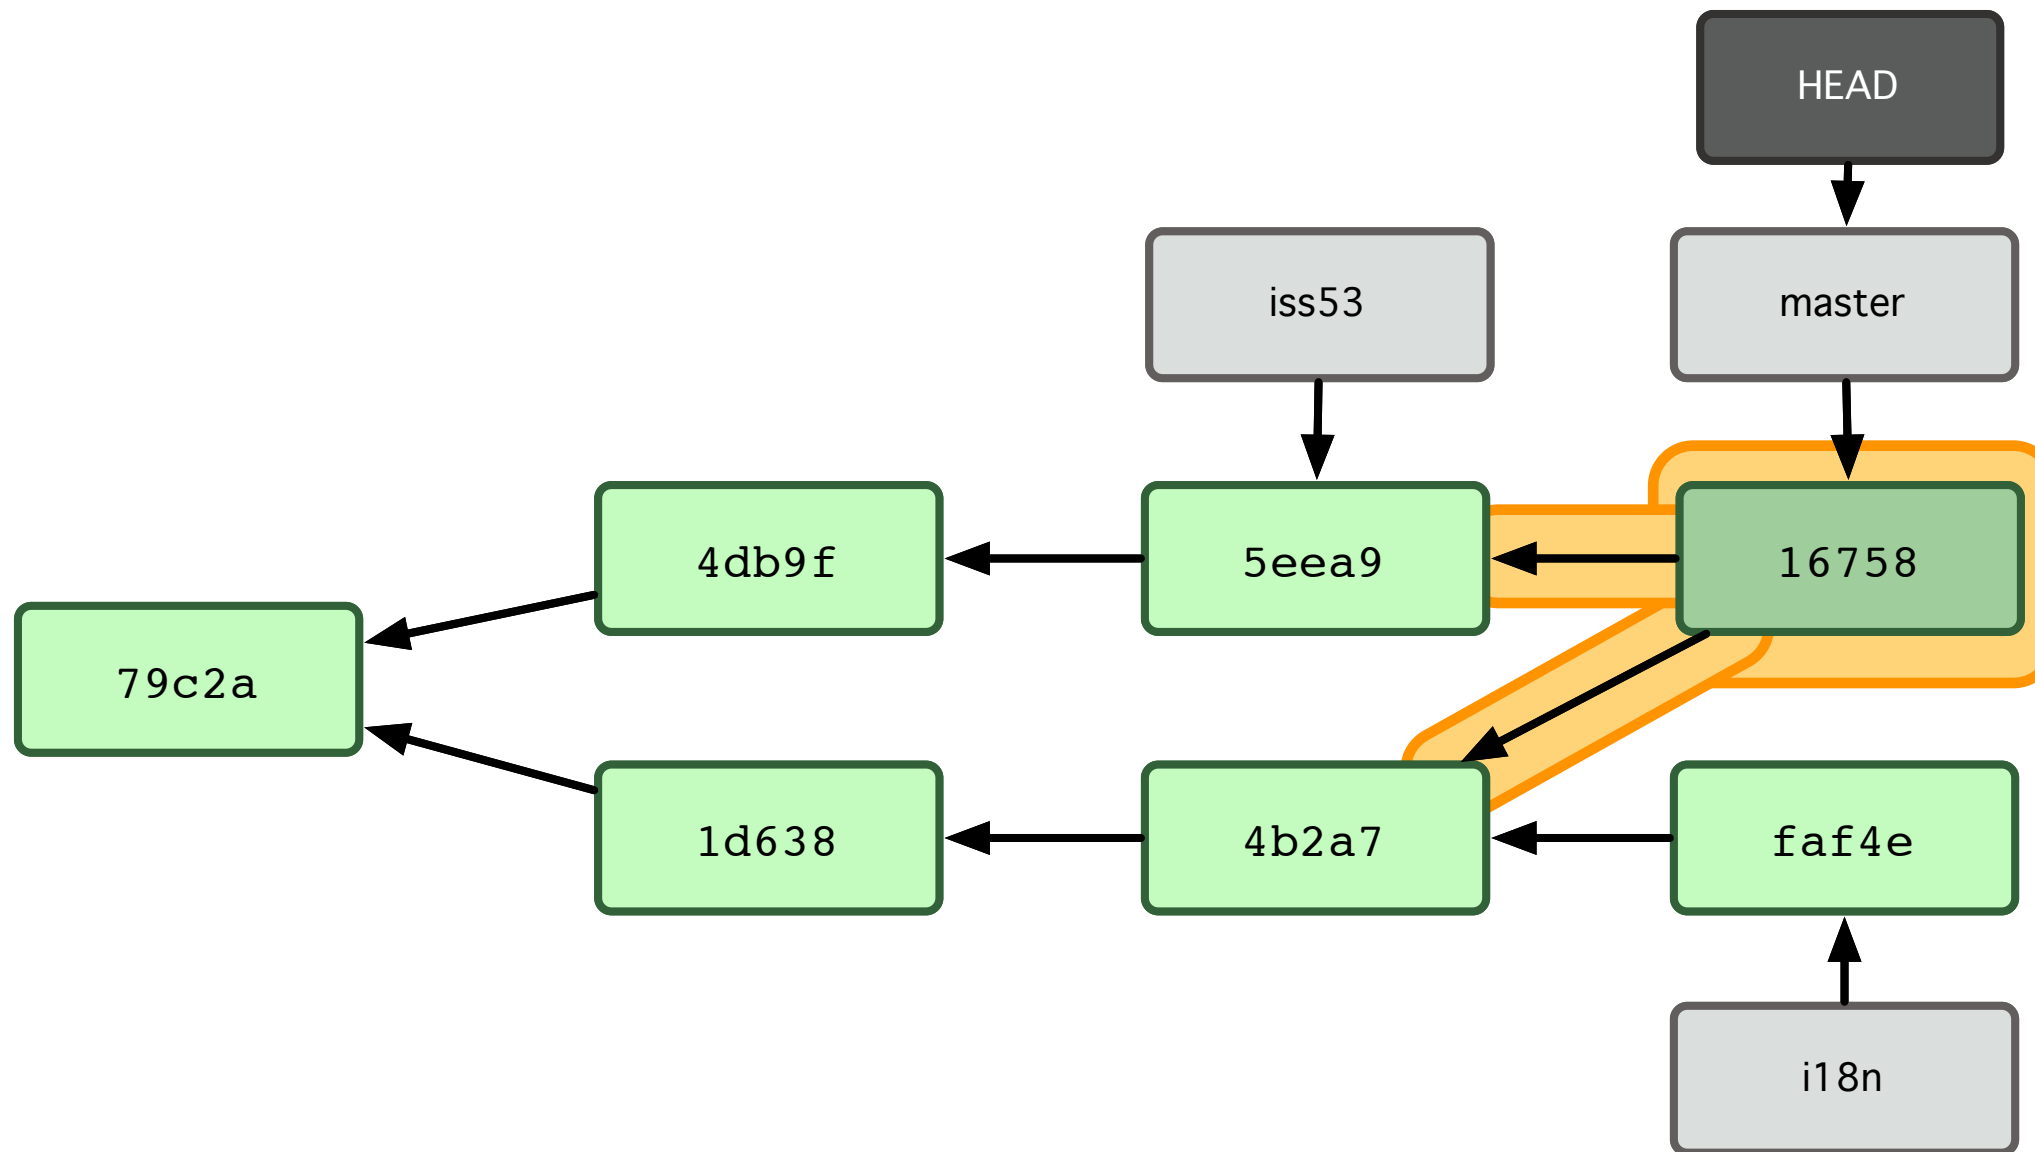 HEAD
iss53
master
4db9f
5eea9
16758
79c2a
1d638
4b2a7
faf4e
i18n